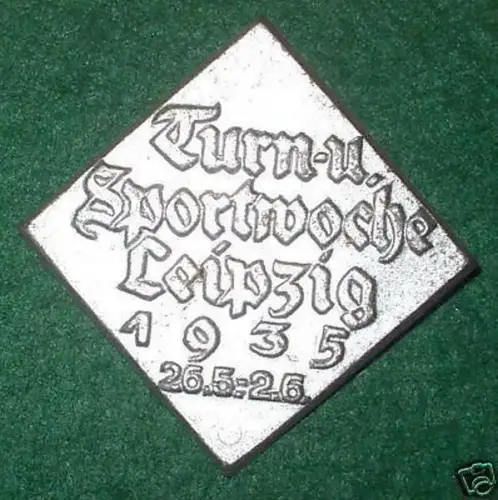 Turn-u.
Sportwoche
Leipzig
1935
26.5.-2.6.